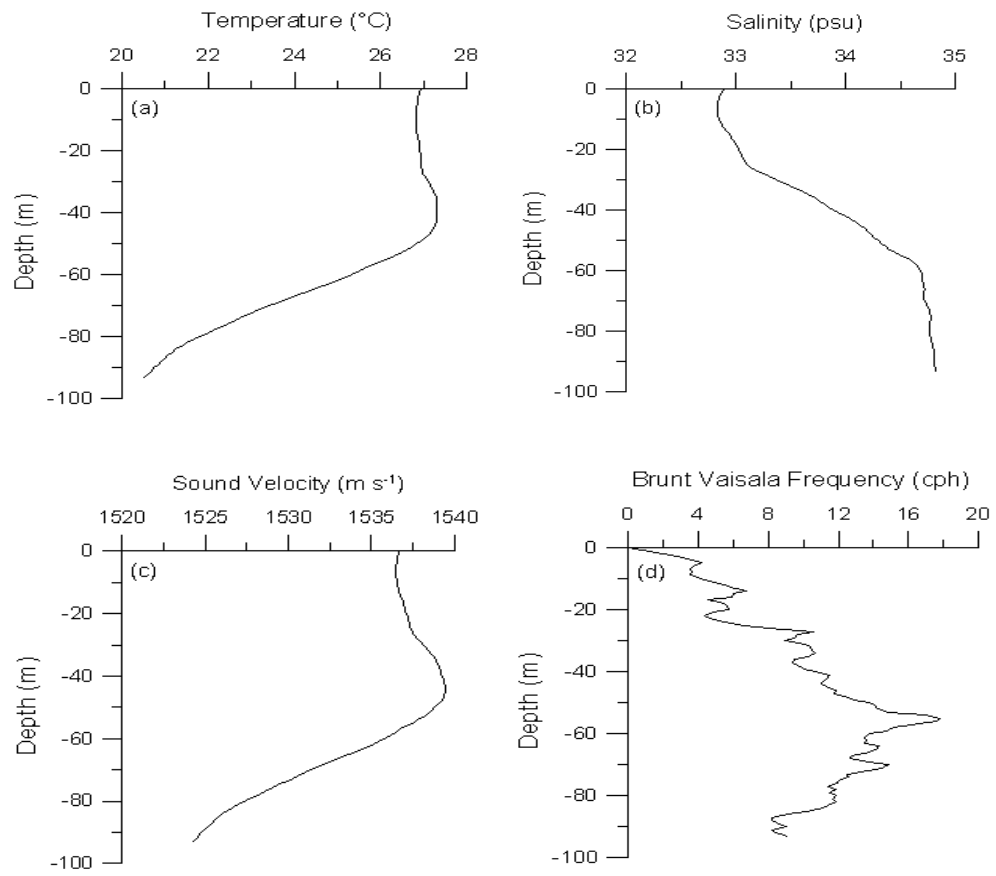 Temperature (°C)
20 22 24 26 28
0
(a)
-20
-40
-60
-80
-100
Depth (m)
Salinity (psu)
32 33 34 35
0
(b)
-20
-40
-60
-80
-100
Depth (m)
Sound Velocity (m s⁻¹)
1520 1525 1530 1535 1540
0
(c)
-20
-40
-60
-80
-100
Depth (m)
Brunt Vaisala Frequency (cph)
0 4 8 12 16 20
0
(d)
-20
-40
-60
-80
-100
Depth (m)